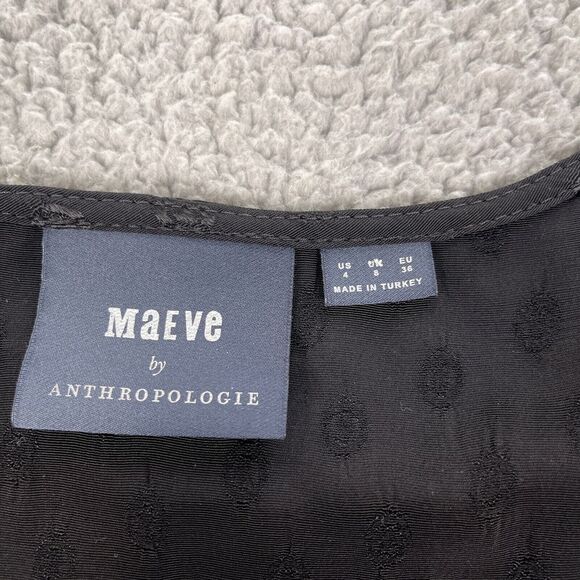 MaEVe
by
ANTHROPOLOGIE
US UK EU
4 8 36
MADE IN TURKEY